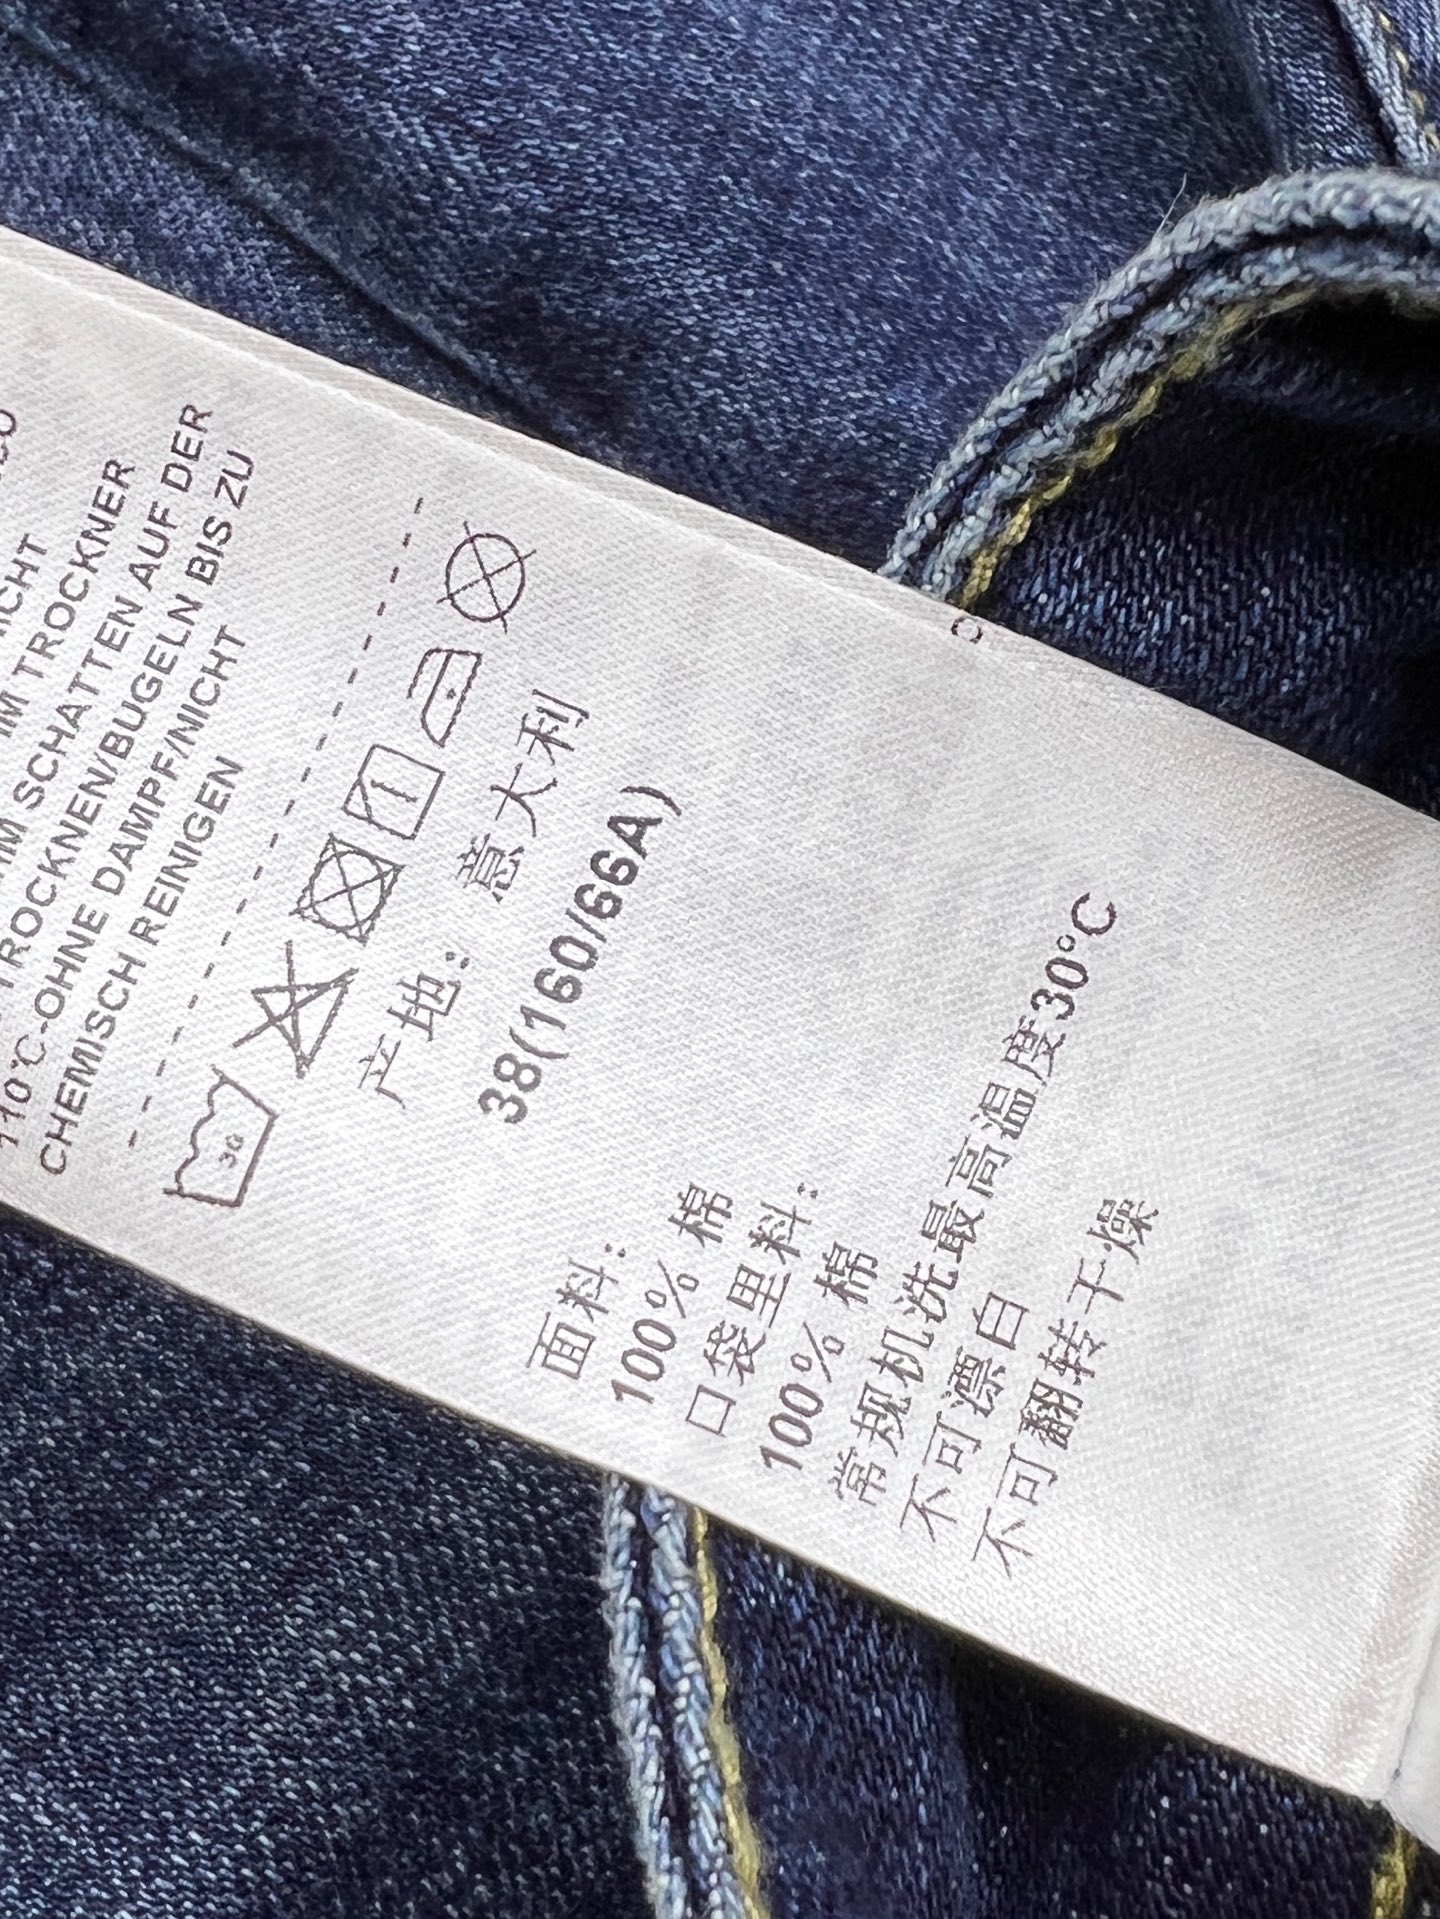 ICHT
IM TROCKNER
IM SCHATTEN AUF DER
TROCKNEN/BUGELN BIS ZU
110°C-OHNE DAMPF/NICHT
CHEMISCH REINIGEN
30
产地：意大利
38(160/66A)
面料：
100% 棉
口袋里料：
100% 棉
常规机洗最高温度30°C
不可漂白
不可翻转干燥